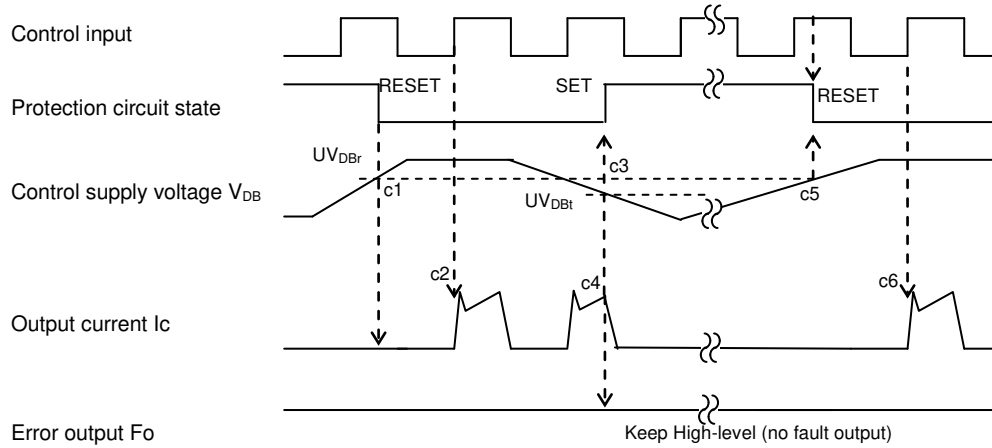 Control input
RESET
SET
RESET
Protection circuit state
UVDBr
c1
c3
c5
Control supply voltage VDB
UVDBt
c2
c4
c6
Output current Ic
Error output Fo
Keep High-level (no fault output)